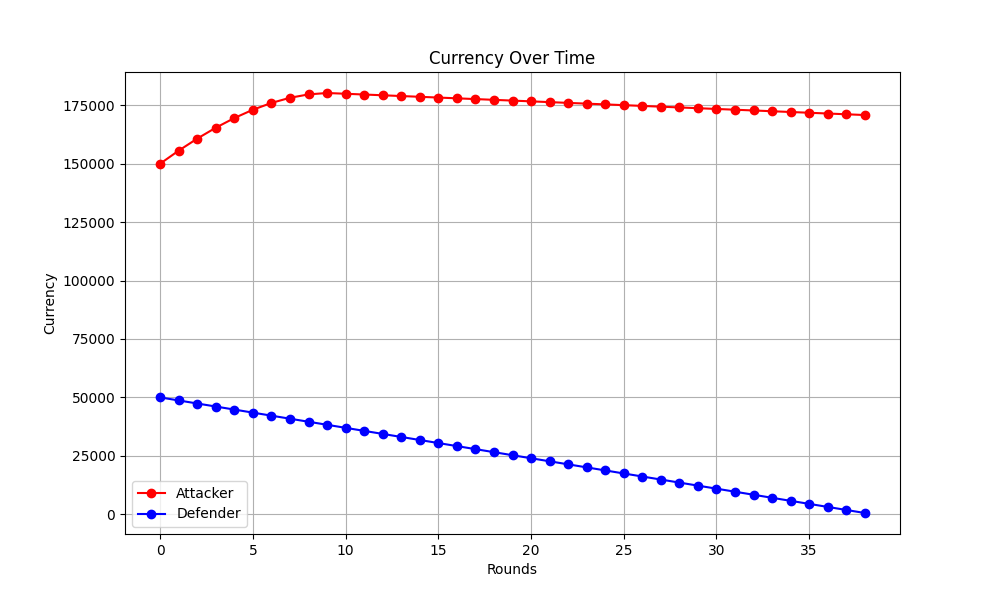 Currency Over Time
Currency
175000
150000
125000
100000
75000
50000
25000
0
Attacker
Defender
0 5 10 15 20 25 30 35
Rounds